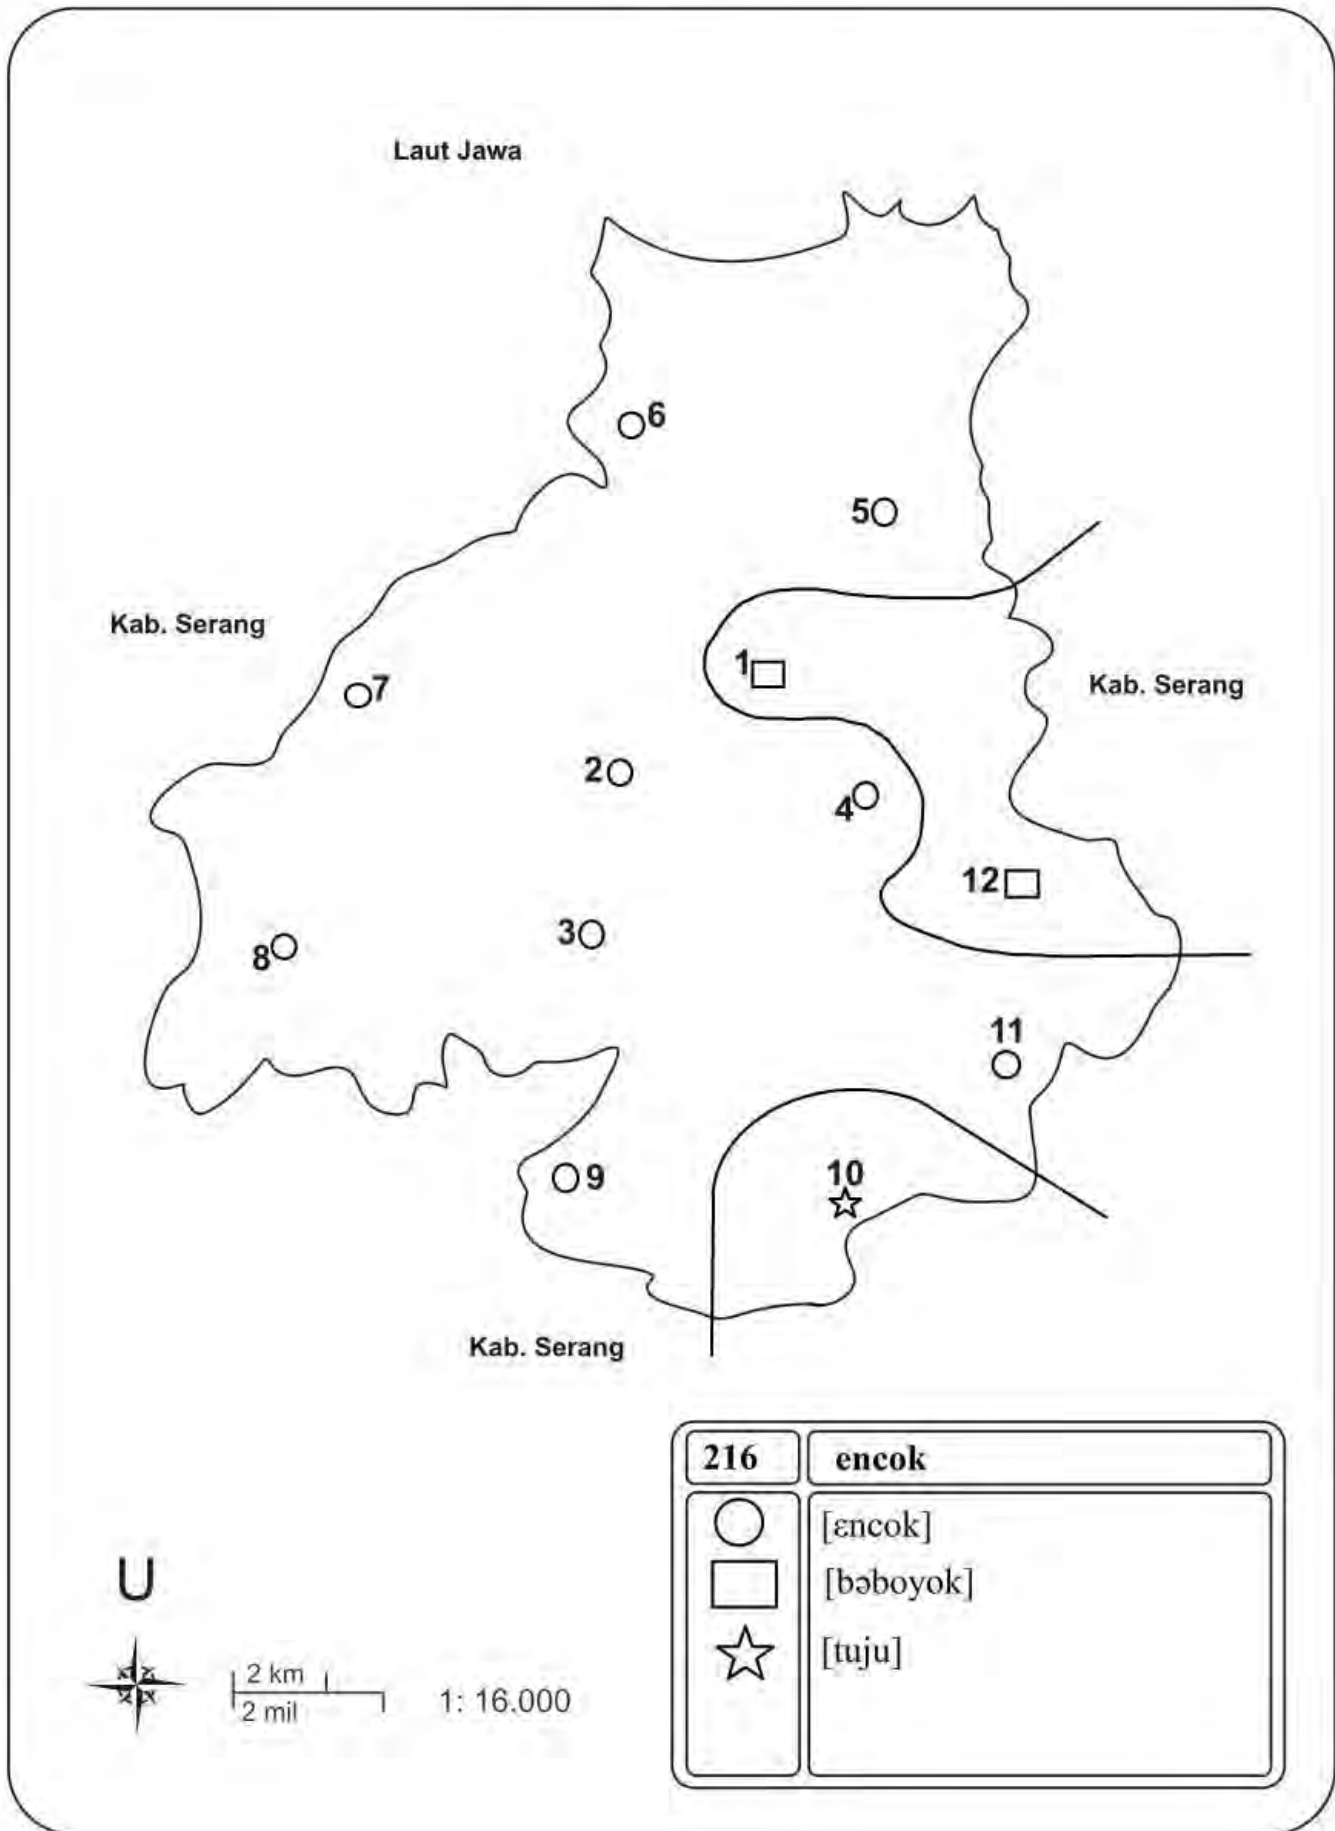 Laut Jawa
6
5
Kab. Serang
1
Kab. Serang
7
2
4
12
3
8
11
10
9
Kab. Serang
216 encok
[ɛncok]
[bəboyok]
[tuju]
U
2 km
2 mil
1: 16.000